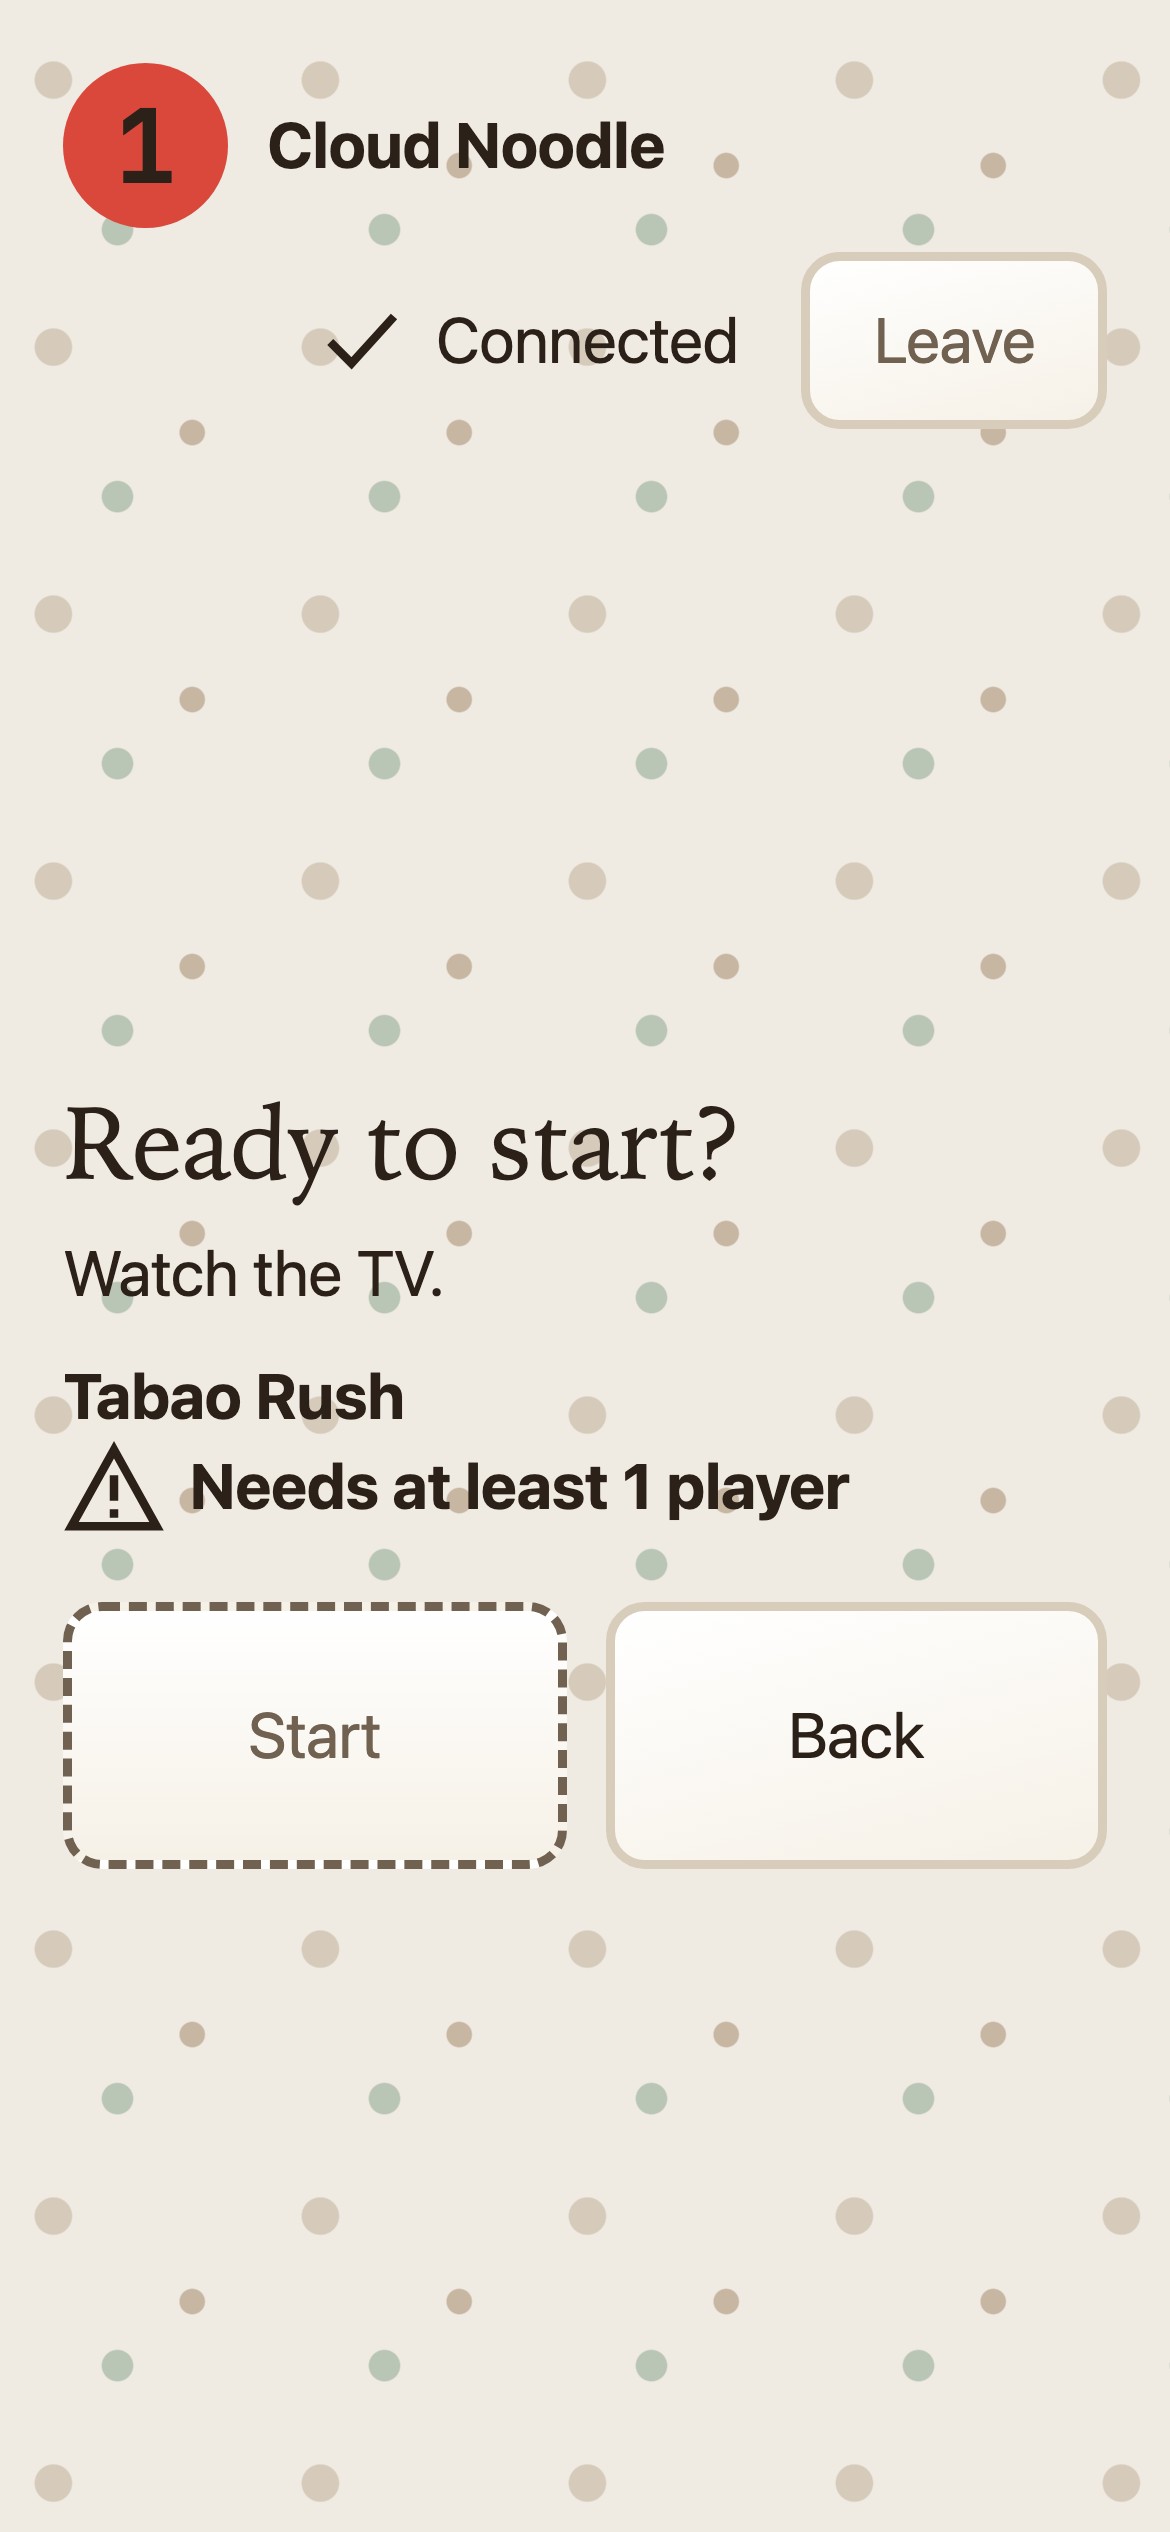 1
Cloud Noodle
Connected
Leave
Ready to start?
Watch the TV.
Tabao Rush
Needs at least 1 player
Start
Back